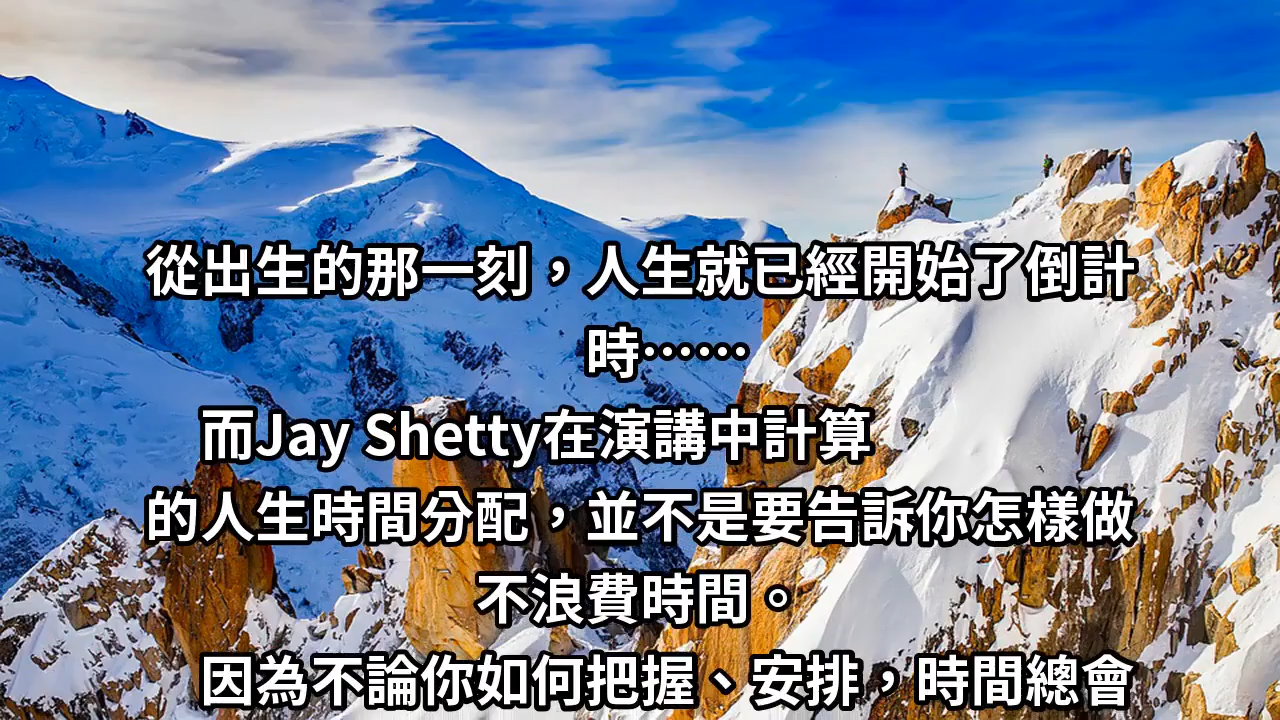 從出生的那一刻，人生就已經開始了倒計
時……
而Jay Shetty在演講中計算
的人生時間分配，並不是要告訴你怎樣做
不浪費時間。
因為不論你如何把握、安排，時間總會